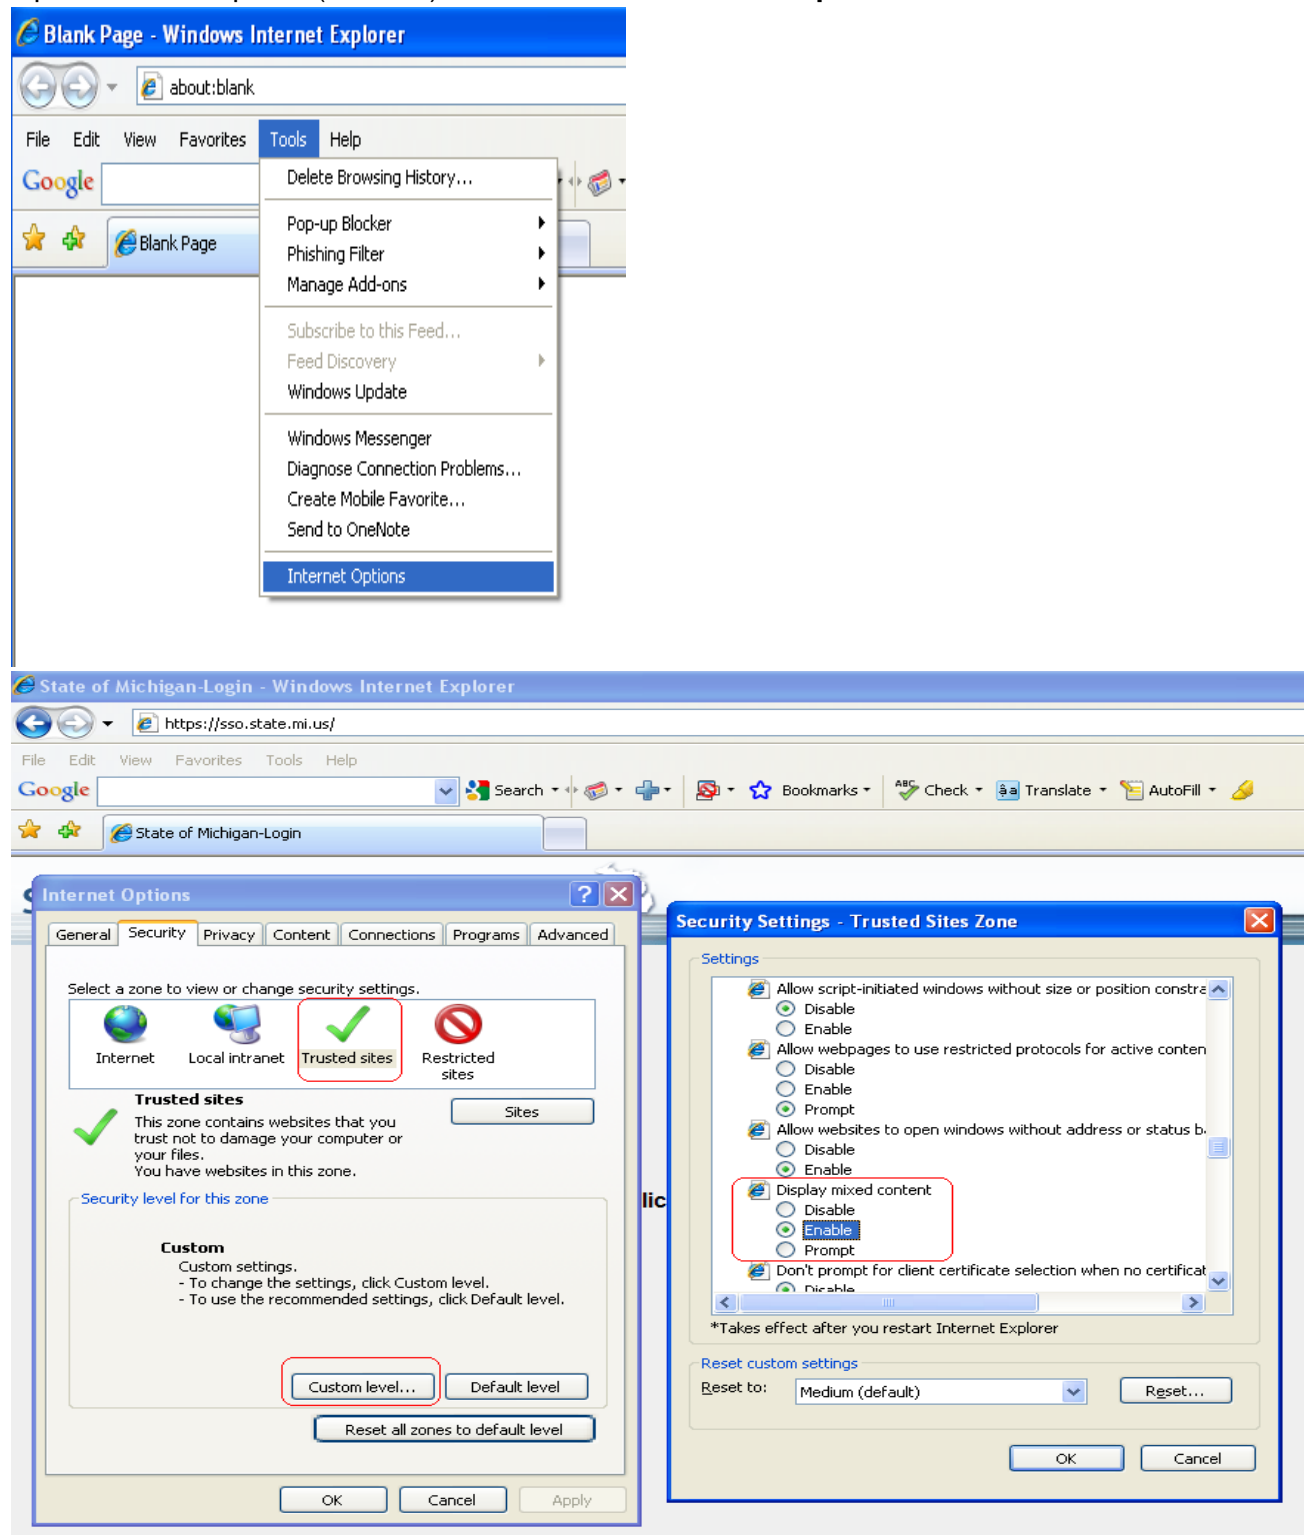 Blank Page - Windows Internet Explorer
about:blank
File Edit View Favorites Tools Help
Google
Delete Browsing History...
Blank Page
Pop-up Blocker
Phishing Filter
Manage Add-ons
Subscribe to this Feed...
Feed Discovery
Windows Update
Windows Messenger
Diagnose Connection Problems...
Create Mobile Favorite...
Send to OneNote
Internet Options
State of Michigan-Login - Windows Internet Explorer
https://sso.state.mi.us/
File Edit View Favorites Tools Help
Google Search Bookmarks ABC Check Translate AutoFill
State of Michigan-Login
Internet Options
General Security Privacy Content Connections Programs Advanced
Select a zone to view or change security settings.
Internet Local intranet Trusted sites Restricted
sites
Trusted sites
Sites
This zone contains websites that you
trust not to damage your computer or
your files.
You have websites in this zone.
Security level for this zone
Custom
Custom settings.
- To change the settings, click Custom level.
- To use the recommended settings, click Default level.
Custom level... Default level
Reset all zones to default level
OK Cancel Apply
lic
Security Settings - Trusted Sites Zone
Settings
Allow script-initiated windows without size or position constra
Disable
Enable
Allow webpages to use restricted protocols for active conten
Disable
Enable
Prompt
Allow websites to open windows without address or status b
Disable
Enable
Display mixed content
Disable
Enable
Prompt
Don't prompt for client certificate selection when no certificat
Disable
*Takes effect after you restart Internet Explorer
Reset custom settings
Reset to: Medium (default) Reset...
OK Cancel